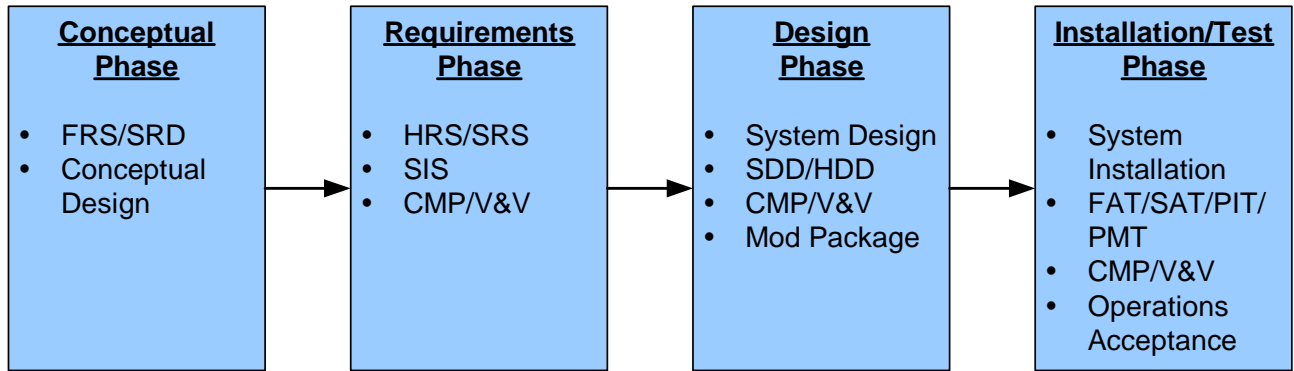 Conceptual
Phase
• FRS/SRD
• Conceptual
Design
Requirements
Phase
• HRS/SRS
• SIS
• CMP/V&V
Design
Phase
• System Design
• SDD/HDD
• CMP/V&V
• Mod Package
Installation/Test
Phase
• System
Installation
• FAT/SAT/PIT/
PMT
• CMP/V&V
• Operations
Acceptance